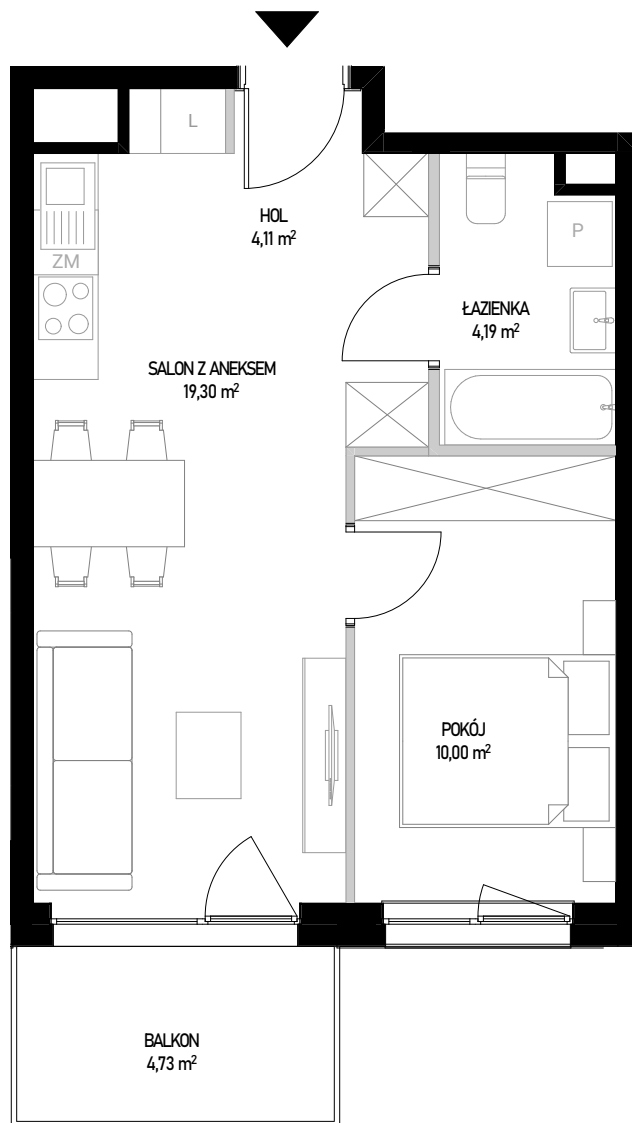 L
HOL
4,11 m²
P
ZM
ŁAZIENKA
4,19 m²
SALON Z ANEKSEM
19,30 m²
POKÓJ
10,00 m²
BALKON
4,73 m²